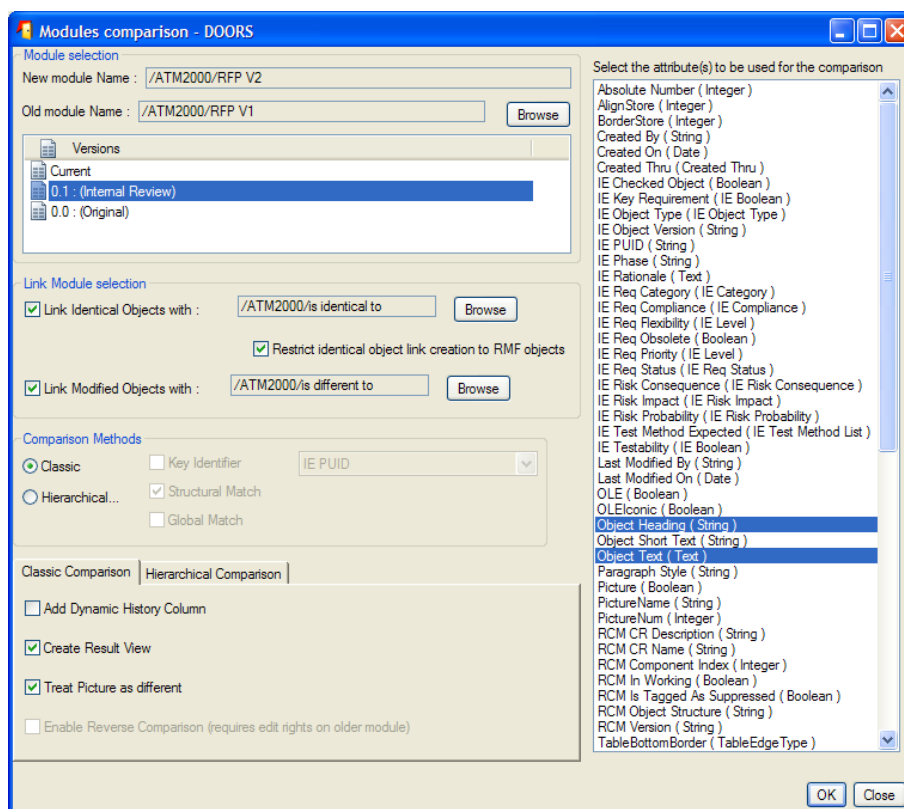 Modules comparison - DOORS
Module selection
New module Name : /ATM2000/RFP V2
Old module Name : /ATM2000/RFP V1
Browse
Versions
Current
0.1 : (Internal Review)
0.0 : (Original)
Link Module selection
Link Identical Objects with : /ATM2000/is identical to Browse
Restrict identical object link creation to RMF objects
Link Modified Objects with : /ATM2000/is different to Browse
Comparison Methods
Classic
Hierarchical...
Key Identifier IE PUID
Structural Match
Global Match
Classic Comparison Hierarchical Comparison
Add Dynamic History Column
Create Result View
Treat Picture as different
Enable Reverse Comparison (requires edit rights on older module)
Select the attribute(s) to be used for the comparison
Absolute Number ( Integer )
AlignStore ( Integer )
BorderStore ( Integer )
Created By ( String )
Created On ( Date )
Created Thru ( Created Thru )
IE Checked Object ( Boolean )
IE Key Requirement ( IE Boolean )
IE Object Type ( IE Object Type )
IE Object Version ( String )
IE PUID ( String )
IE Phase ( String )
IE Rationale ( Text )
IE Req Category ( IE Category )
IE Req Compliance ( IE Compliance )
IE Req Flexibility ( IE Level )
IE Req Obsolete ( Boolean )
IE Req Priority ( IE Level )
IE Req Status ( IE Req Status )
IE Risk Consequence ( IE Risk Consequence )
IE Risk Impact ( IE Risk Impact )
IE Risk Probability ( IE Risk Probability )
IE Test Method Expected ( IE Test Method List )
IE Testability ( IE Boolean )
Last Modified By ( String )
Last Modified On ( Date )
OLE ( Boolean )
OLEIconic ( Boolean )
Object Heading ( String )
Object Short Text ( String )
Object Text ( Text )
Paragraph Style ( String )
Picture ( Boolean )
PictureName ( String )
PictureNum ( Integer )
RCM CR Description ( String )
RCM CR Name ( String )
RCM Component Index ( Integer )
RCM In Working ( Boolean )
RCM Is Tagged As Suppressed ( Boolean )
RCM Object Structure ( String )
RCM Version ( String )
TableBottomBorder ( TableEdgeType )
OK Close